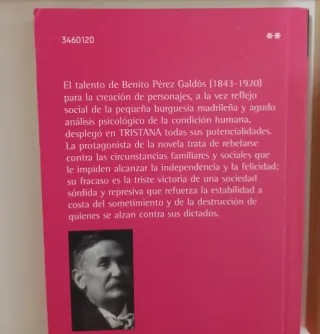 3460120
**
El talento de Benito Pérez Galdós (1843-1920)
para la creación de personajes, a la vez reflejo
social de la pequeña burguesía madrileña y agudo
análisis psicológico de la condición humana,
desplegó en TRISTANA todas sus potencialidades.
La protagonista de la novela trata de rebelarse
contra las circunstancias familiares y sociales que
le impiden alcanzar la independencia y la felicidad;
su fracaso es la triste victoria de una sociedad
sórdida y represiva que refuerza la estabilidad a
costa del sometimiento y de la destrucción de
quienes se alzan contra sus dictados.